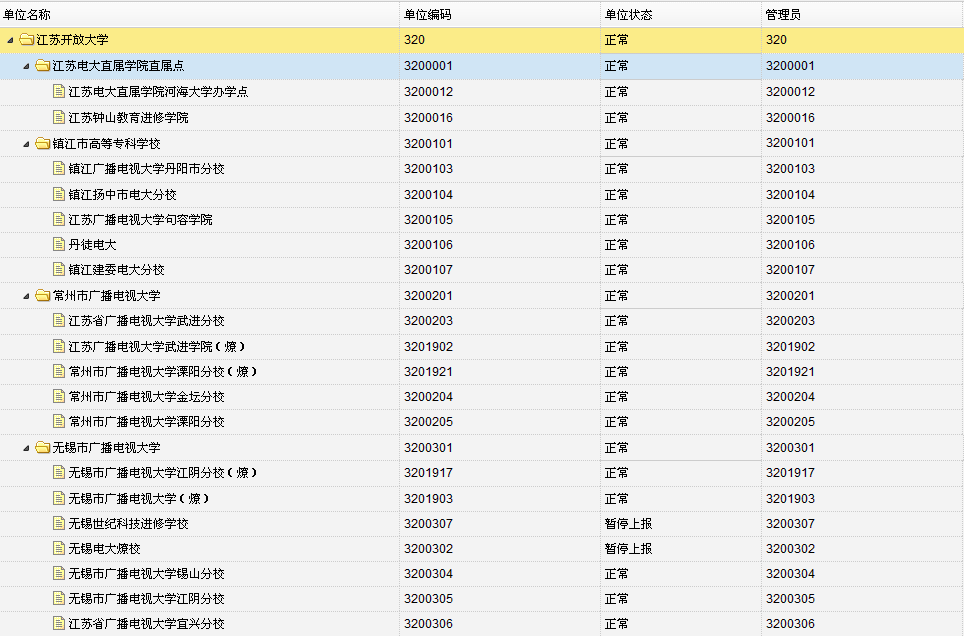 单位名称 单位编码 单位状态 管理员
江苏开放大学 320 正常 320
江苏电大直属学院直属点 3200001 正常 3200001
江苏电大直属学院河海大学办学点 3200012 正常 3200012
江苏钟山教育进修学院 3200016 正常 3200016
镇江市高等专科学校 3200101 正常 3200101
镇江广播电视大学丹阳市分校 3200103 正常 3200103
镇江扬中市电大分校 3200104 正常 3200104
江苏广播电视大学句容学院 3200105 正常 3200105
丹徒电大 3200106 正常 3200106
镇江建委电大分校 3200107 正常 3200107
常州市广播电视大学 3200201 正常 3200201
江苏省广播电视大学武进分校 3200203 正常 3200203
江苏广播电视大学武进学院(燎) 3201902 正常 3201902
常州市广播电视大学溧阳分校(燎) 3201921 正常 3201921
常州市广播电视大学金坛分校 3200204 正常 3200204
常州市广播电视大学溧阳分校 3200205 正常 3200205
无锡市广播电视大学 3200301 正常 3200301
无锡市广播电视大学江阴分校(燎) 3201917 正常 3201917
无锡市广播电视大学(燎) 3201903 正常 3201903
无锡世纪科技进修学校 3200307 暂停上报 3200307
无锡电大燎校 3200302 暂停上报 3200302
无锡市广播电视大学锡山分校 3200304 正常 3200304
无锡市广播电视大学江阴分校 3200305 正常 3200305
江苏省广播电视大学宜兴分校 3200306 正常 3200306